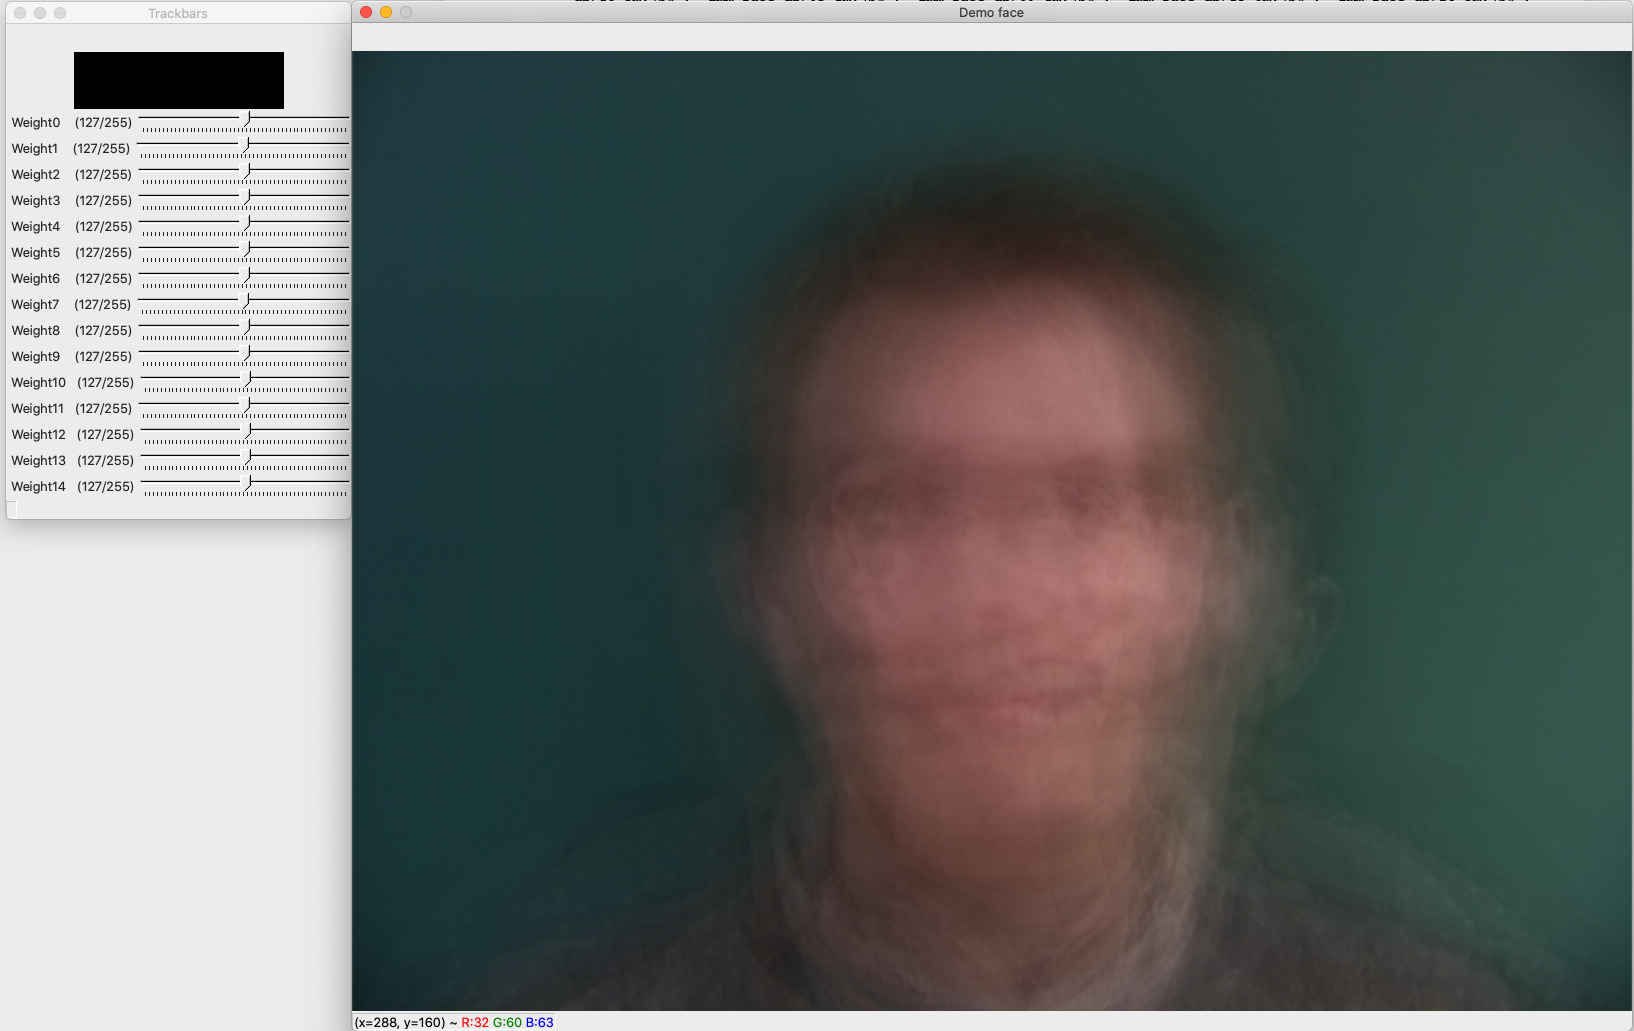 Trackbars
Weight0 (127/255)
Weight1 (127/255)
Weight2 (127/255)
Weight3 (127/255)
Weight4 (127/255)
Weight5 (127/255)
Weight6 (127/255)
Weight7 (127/255)
Weight8 (127/255)
Weight9 (127/255)
Weight10 (127/255)
Weight11 (127/255)
Weight12 (127/255)
Weight13 (127/255)
Weight14 (127/255)
Demo face
(x=288, y=160) ~ R:32 G:60 B:63